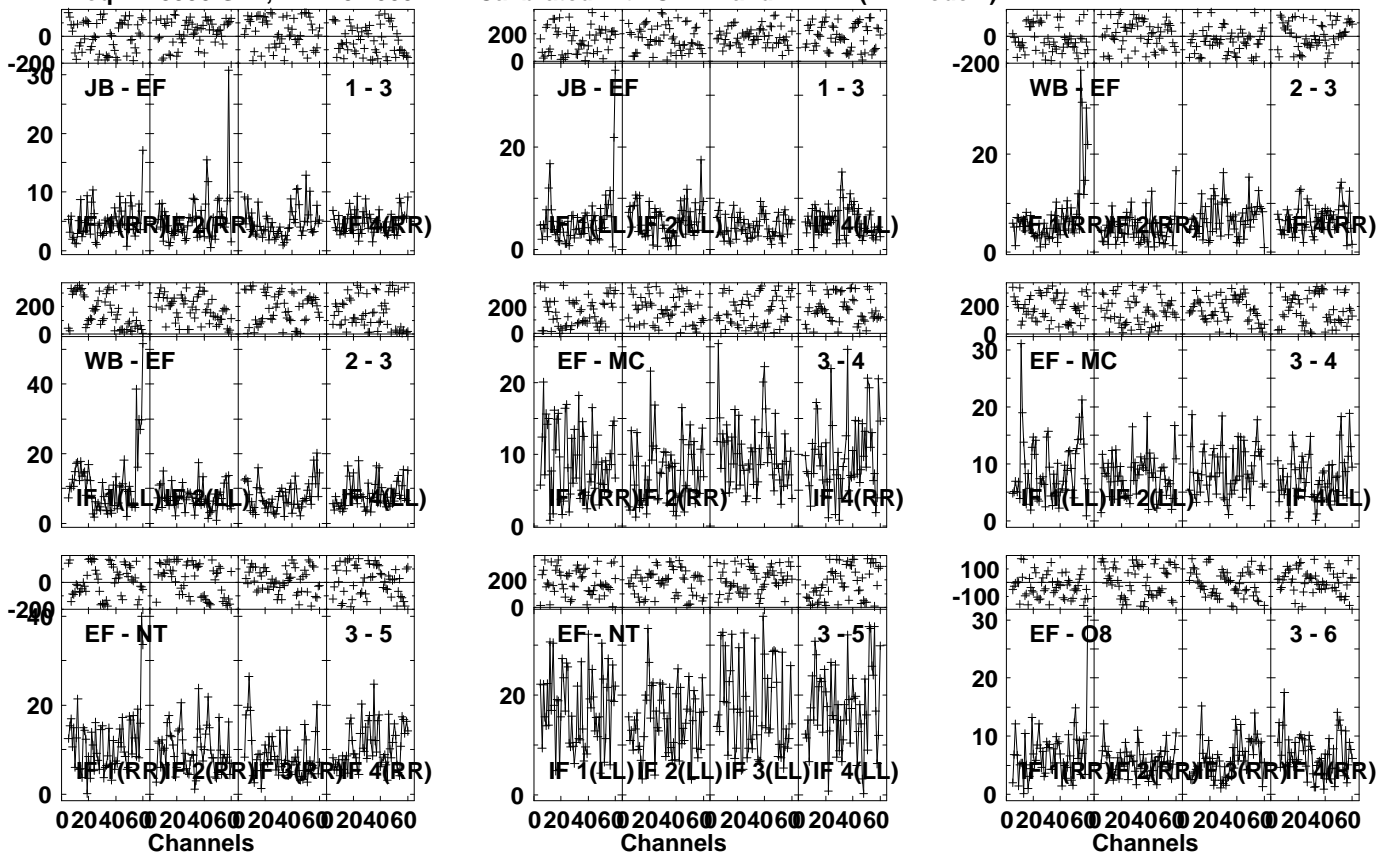 0
-200
200
0
0
-200
JB - EF 1 - 3
30
20
10
0
IF 1(RR) IF 2(RR) IF 4(RR)
JB - EF 1 - 3
20
0
IF 1(LL) IF 2(LL) IF 4(LL)
WB - EF 2 - 3
20
0
IF 1(RR) IF 2(RR) IF 4(RR)
200
0
200
0
200
0
WB - EF 2 - 3
40
20
0
IF 1(LL) IF 2(LL) IF 4(LL)
EF - MC 3 - 4
20
10
0
IF 1(RR) IF 2(RR) IF 4(RR)
EF - MC 3 - 4
30
20
10
0
IF 1(LL) IF 2(LL) IF 4(LL)
0
-200
200
0
100
-100
EF - NT 3 - 5
40
20
0
IF 1(RR) IF 2(RR) IF 3(RR) IF 4(RR)
EF - NT 3 - 5
20
0
IF 1(LL) IF 2(LL) IF 3(LL) IF 4(LL)
EF - O8 3 - 6
30
20
10
0
IF 1(RR) IF 2(RR) IF 3(RR) IF 4(RR)
0 20 40 60 0 20 40 60 0 20 40 60 0 20 40 60
0 20 40 60 0 20 40 60 0 20 40 60 0 20 40 60
0 20 40 60 0 20 40 60 0 20 40 60 0 20 40 60
Channels Channels Channels